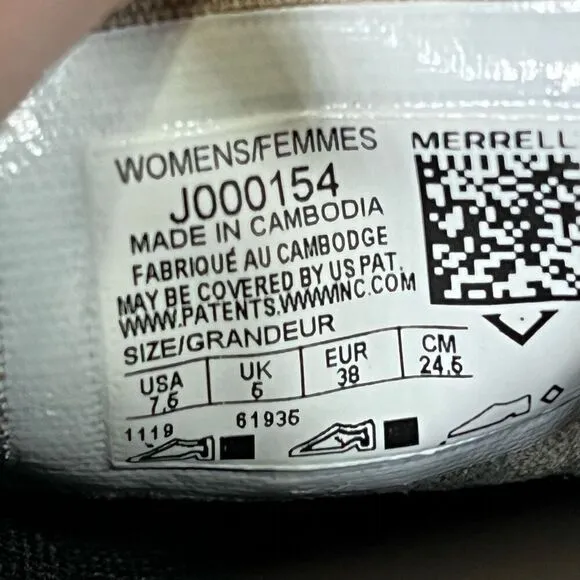 WOMENS/FEMMES
MERRELL
J000154
MADE IN CAMBODIA
FABRIQUÉ AU CAMBODGE
MAY BE COVERED BY US PAT.
WWW.PATENTS.WWWINC.COM
SIZE/GRANDEUR
USA UK EUR CM
7.5 5 38 24.5
1119 61935